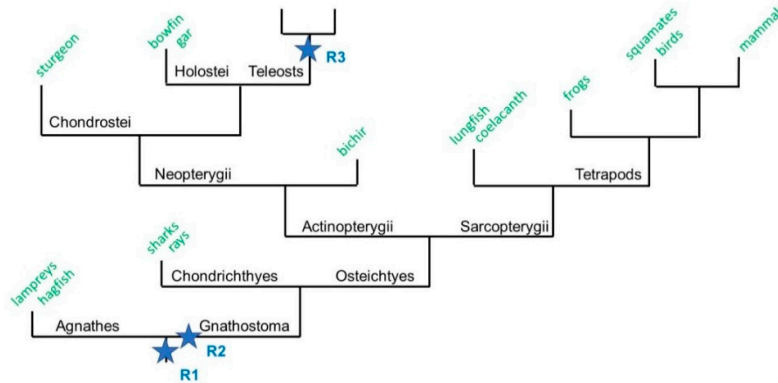 bowfin
gar
sturgeon
R3
Holostei
Teleosts
squamates
birds
mammal
frogs
Chondrostei
bichir
lungfish
coelacanth
Neopterygii
Tetrapods
Actinopterygii
Sarcopterygii
sharks
rays
Chondrichthyes
Osteichtyes
lampreys
hagfish
Agnathes
Gnathostoma
R2
R1